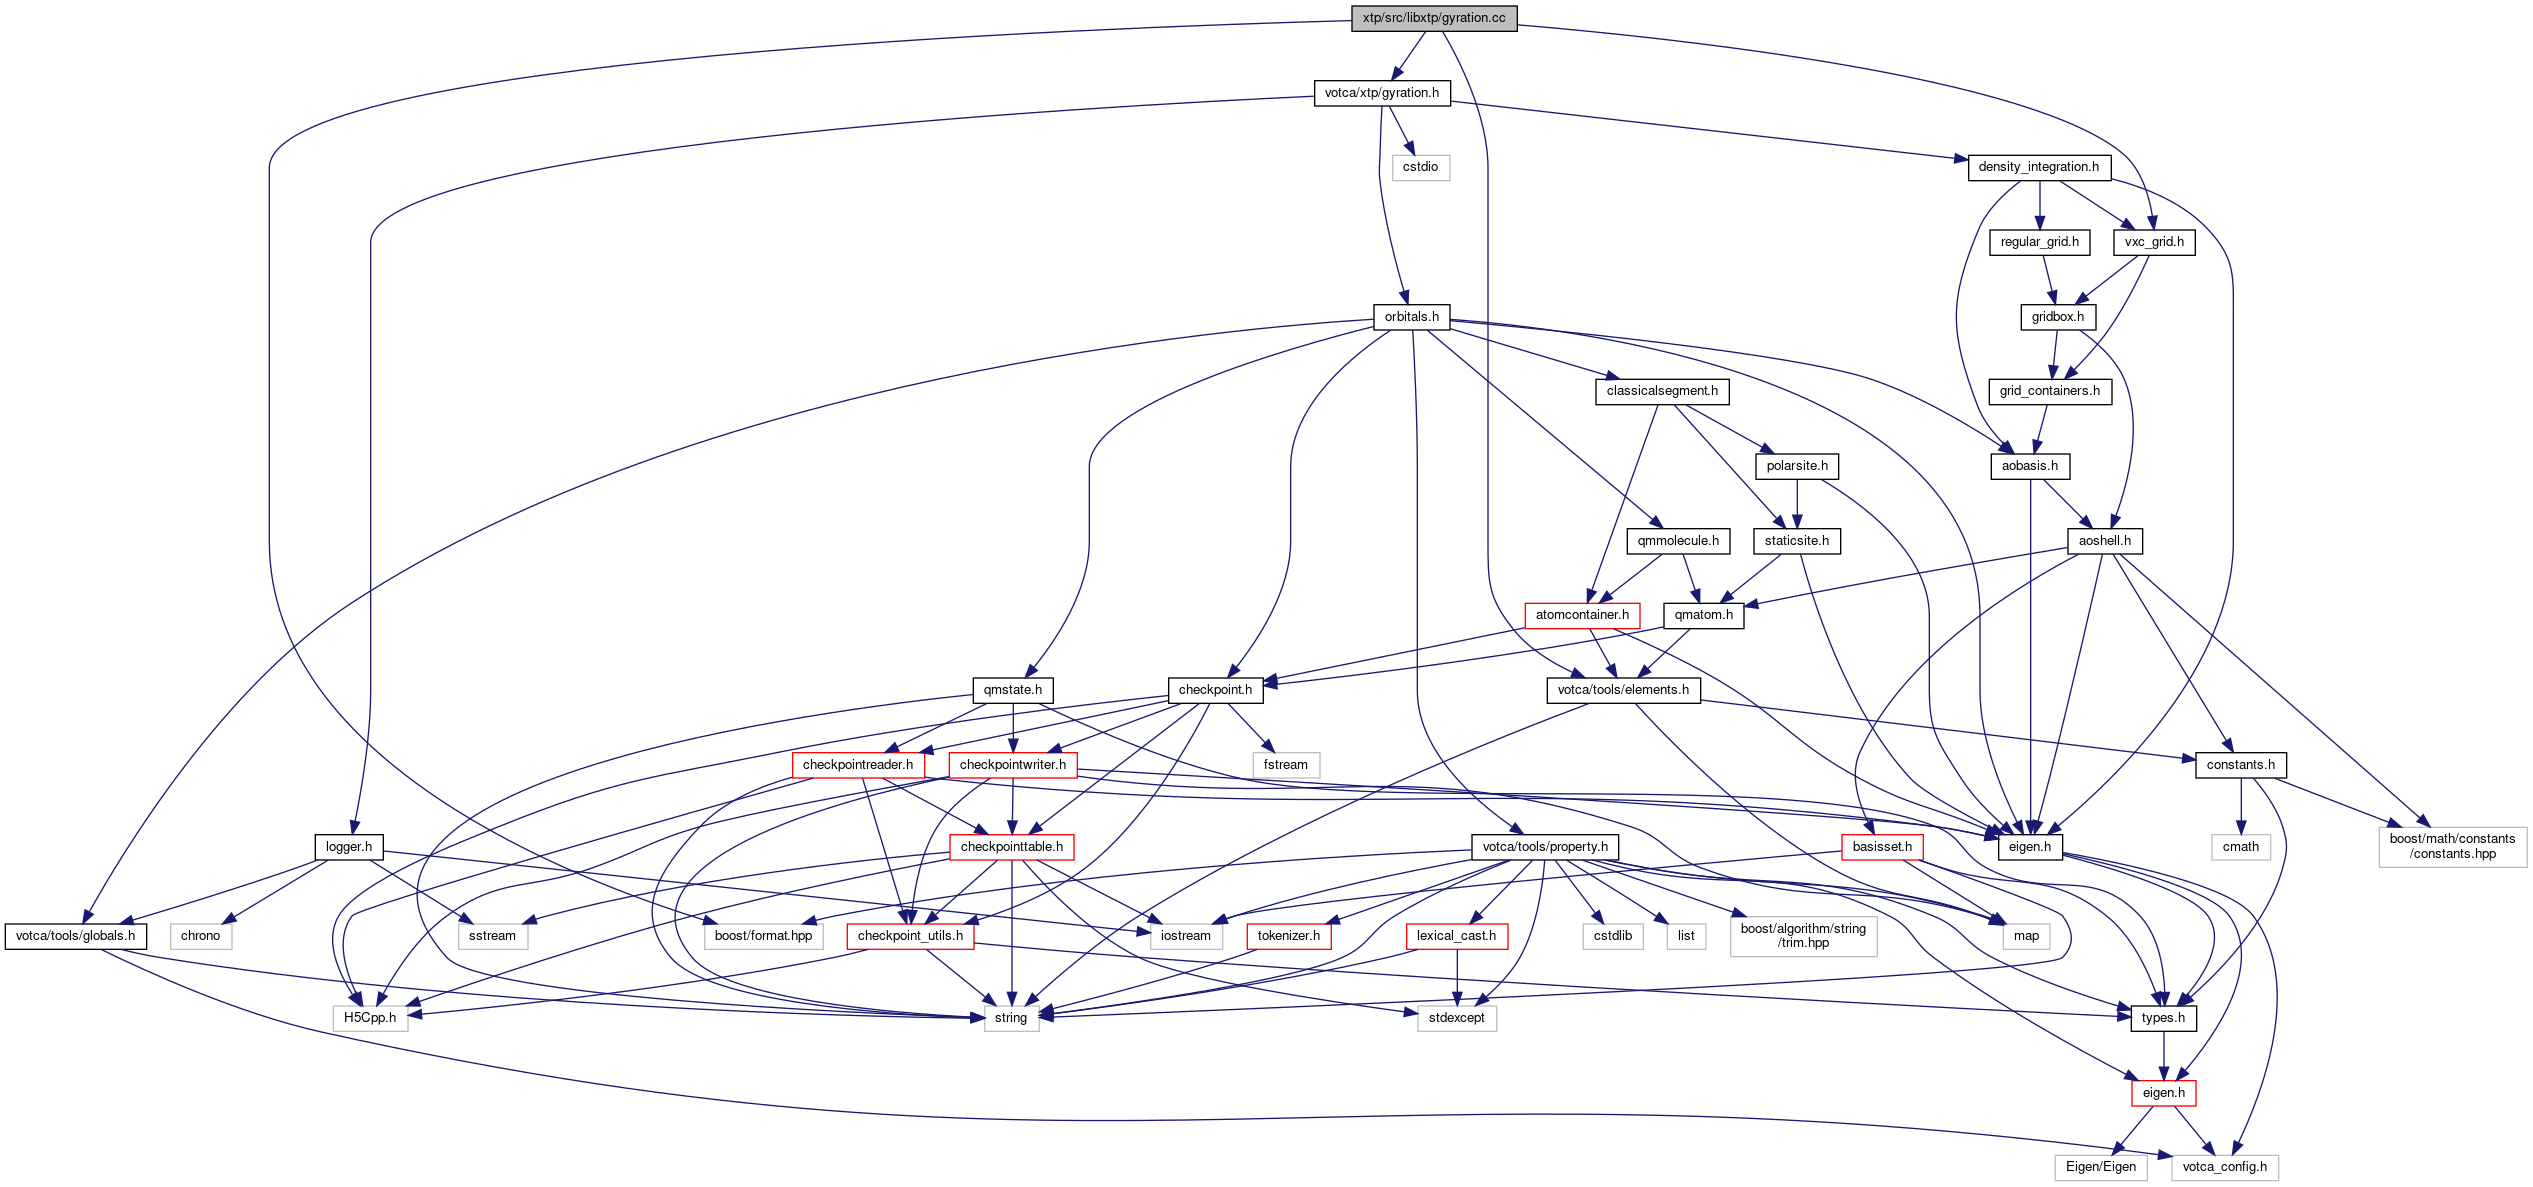 xtp/src/libxtp/gyration.cc
votca/xtp/gyration.h
cstdio
density_integration.h
regular_grid.h
vxc_grid.h
orbitals.h
gridbox.h
classicalsegment.h
grid_containers.h
polarsite.h
aobasis.h
qmmolecule.h
staticsite.h
aoshell.h
atomcontainer.h
qmatom.h
qmstate.h
checkpoint.h
votca/tools/elements.h
checkpointreader.h
checkpointwriter.h
fstream
constants.h
logger.h
checkpointtable.h
votca/tools/property.h
basisset.h
eigen.h
cmath
boost/math/constants
/constants.hpp
votca/tools/globals.h
chrono
sstream
boost/format.hpp
checkpoint_utils.h
iostream
tokenizer.h
lexical_cast.h
cstdlib
list
boost/algorithm/string
/trim.hpp
map
H5Cpp.h
string
stdexcept
types.h
eigen.h
Eigen/Eigen
votca_config.h